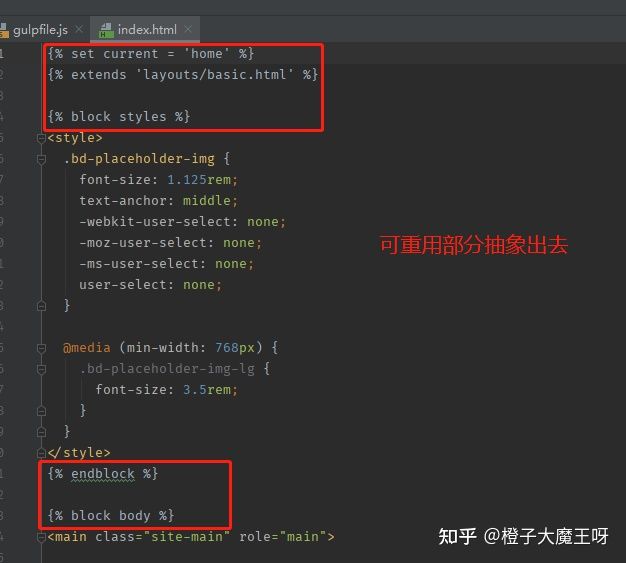 gulpfile.js × index.html ×
{% set current = 'home' %}
{% extends 'layouts/basic.html' %}
{% block styles %}
<style>
.bd-placeholder-img {
font-size: 1.125rem;
text-anchor: middle;
-webkit-user-select: none;
-moz-user-select: none;
可重用部分抽象出去
-ms-user-select: none;
user-select: none;
}
@media (min-width: 768px) {
.bd-placeholder-img-lg {
font-size: 3.5rem;
}
}
</style>
{% endblock %}
{% block body %}
<main class="site-main" role="main">
知乎 @橙子大魔王呀